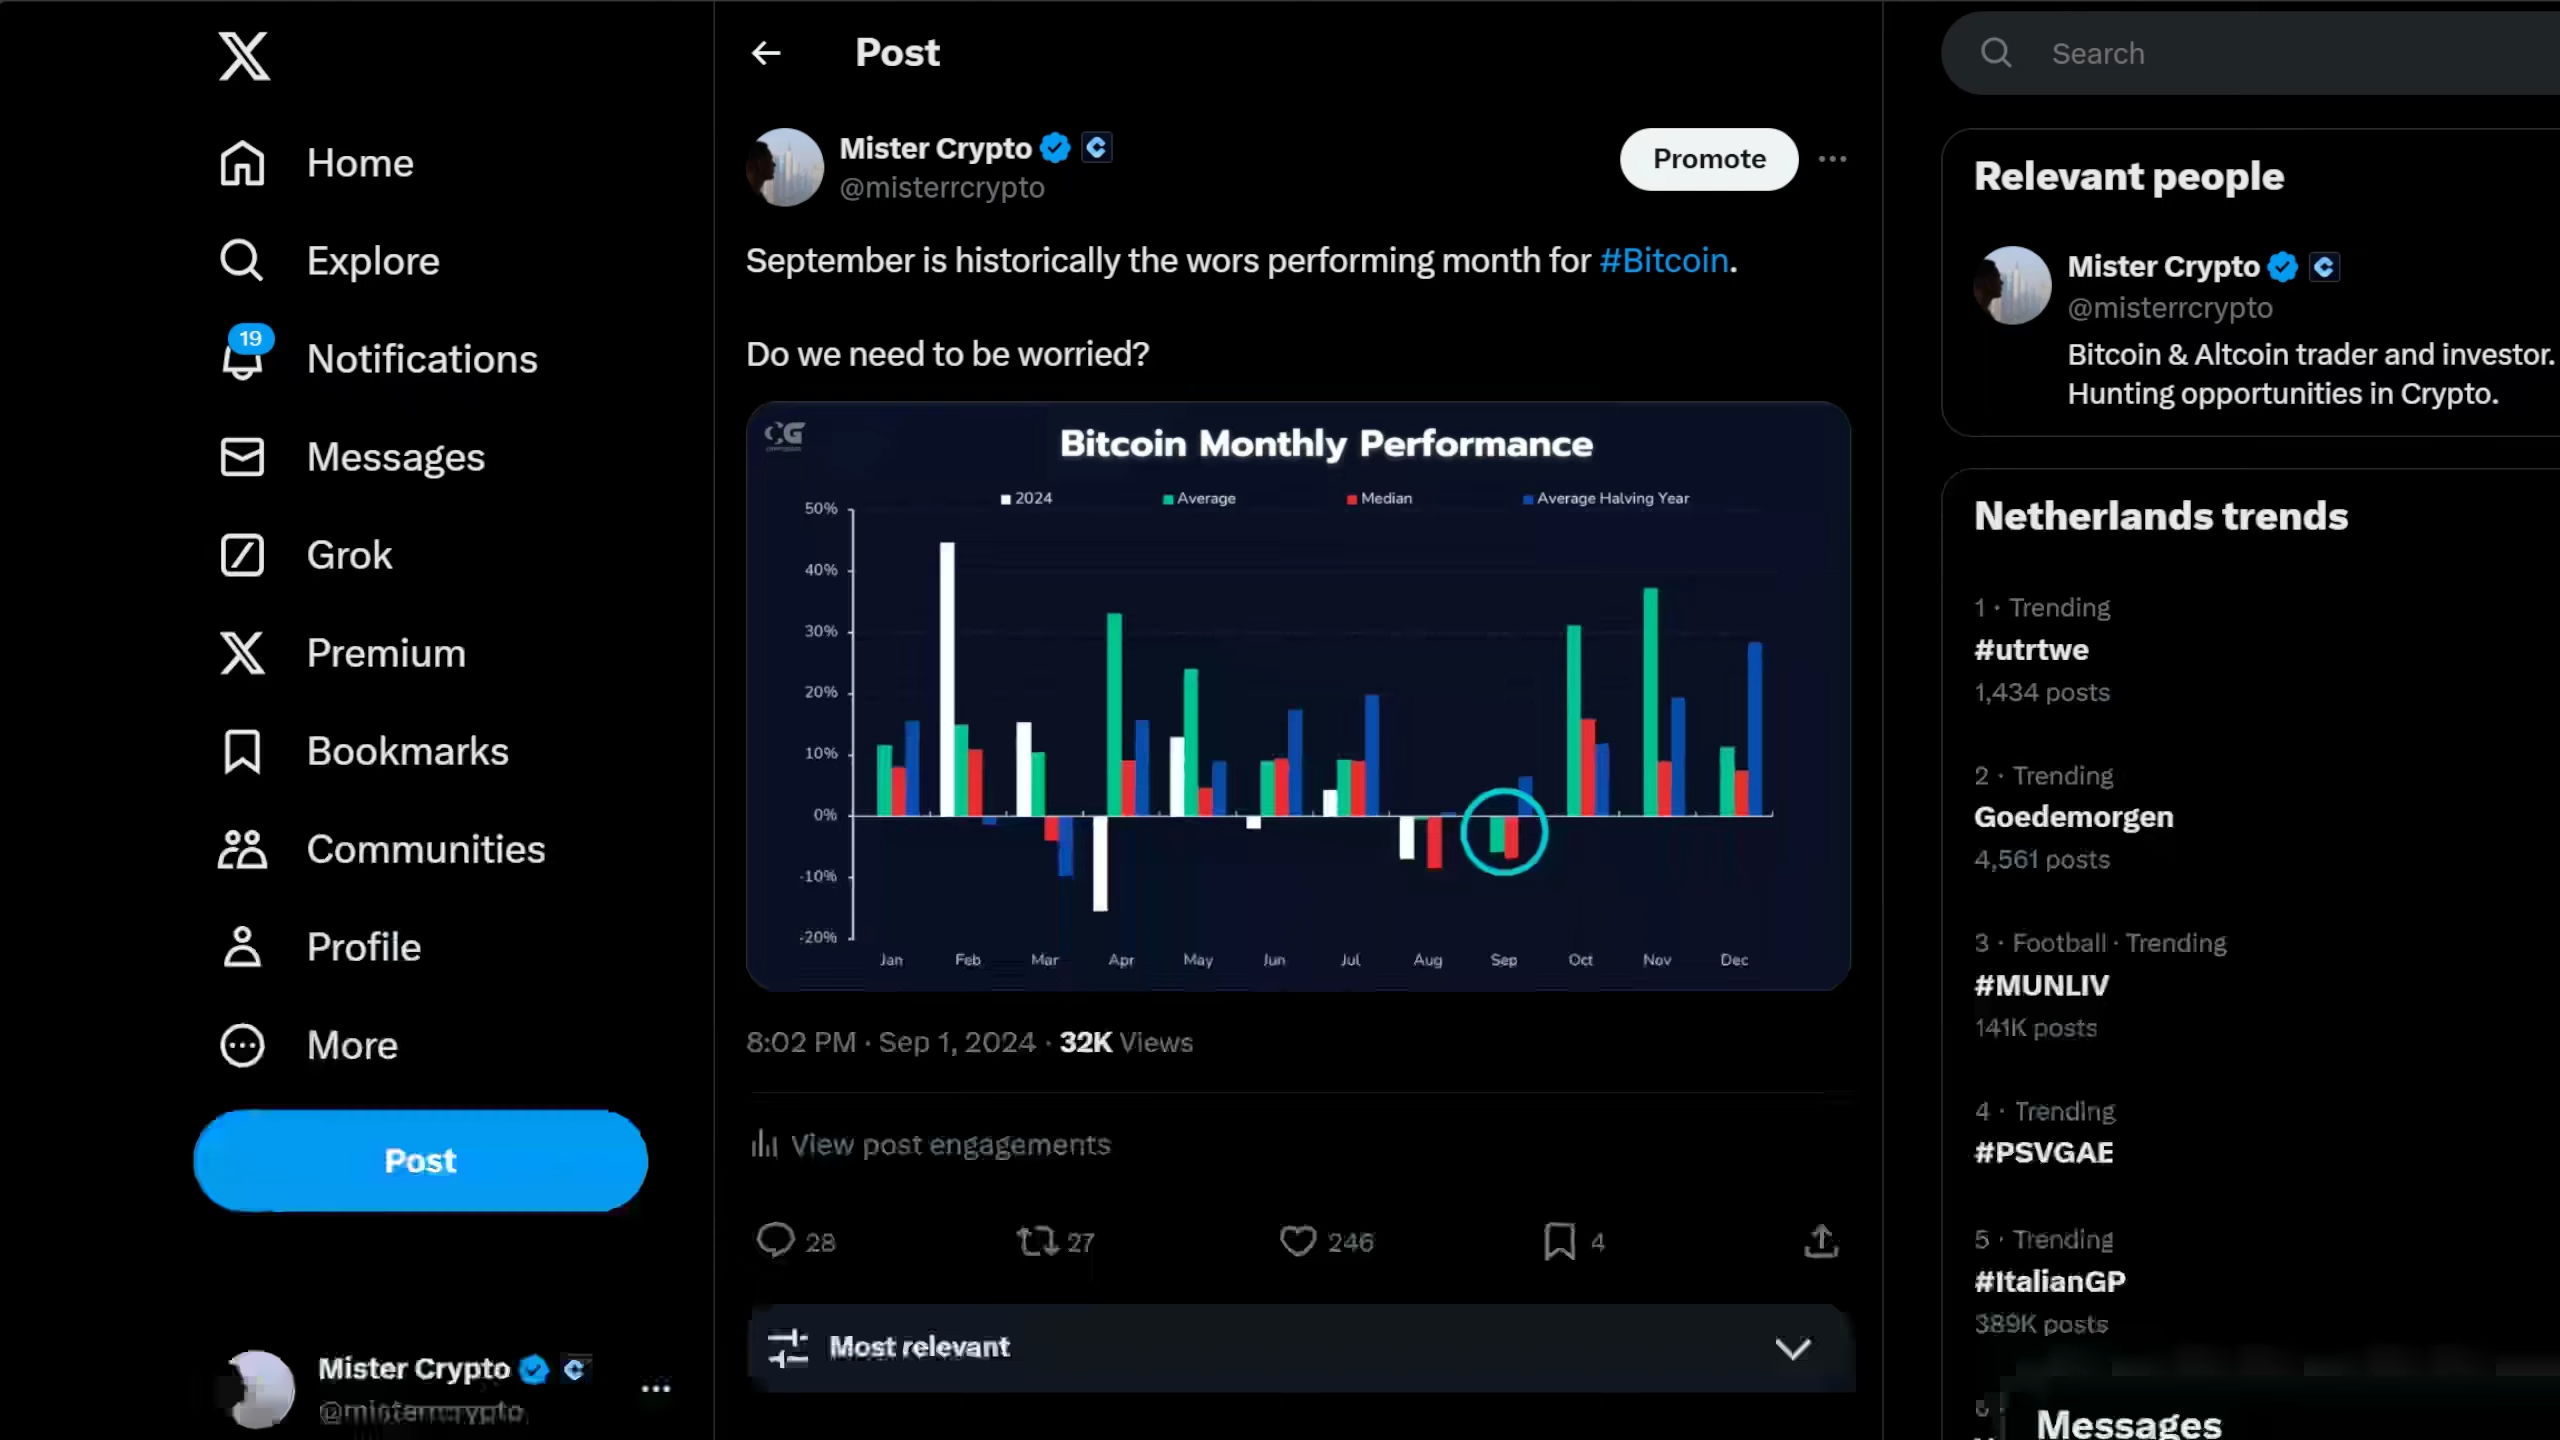 Home
Explore
19
Notifications
Messages
Grok
Premium
Bookmarks
Communities
Profile
More
Post
Mister Crypto
@misterrcrypto
Post
Mister Crypto
@misterrcrypto
Promote
September is historically the wors performing month for #Bitcoin.
Do we need to be worried?
CG
Bitcoin Monthly Performance
2024 Average Median Average Halving Year
50%
40%
30%
20%
10%
0%
-10%
-20%
Jan Feb Mar Apr May Jun Jul Aug Sep Oct Nov Dec
8:02 PM · Sep 1, 2024 · 32K Views
View post engagements
28 27 246 4
Most relevant
Search
Relevant people
Mister Crypto
@misterrcrypto
Bitcoin & Altcoin trader and investor.
Hunting opportunities in Crypto.
Netherlands trends
1 · Trending
#utrtwe
1,434 posts
2 · Trending
Goedemorgen
4,561 posts
3 · Football · Trending
#MUNLIV
141K posts
4 · Trending
#PSVGAE
5 · Trending
#ItalianGP
389K posts
Messages